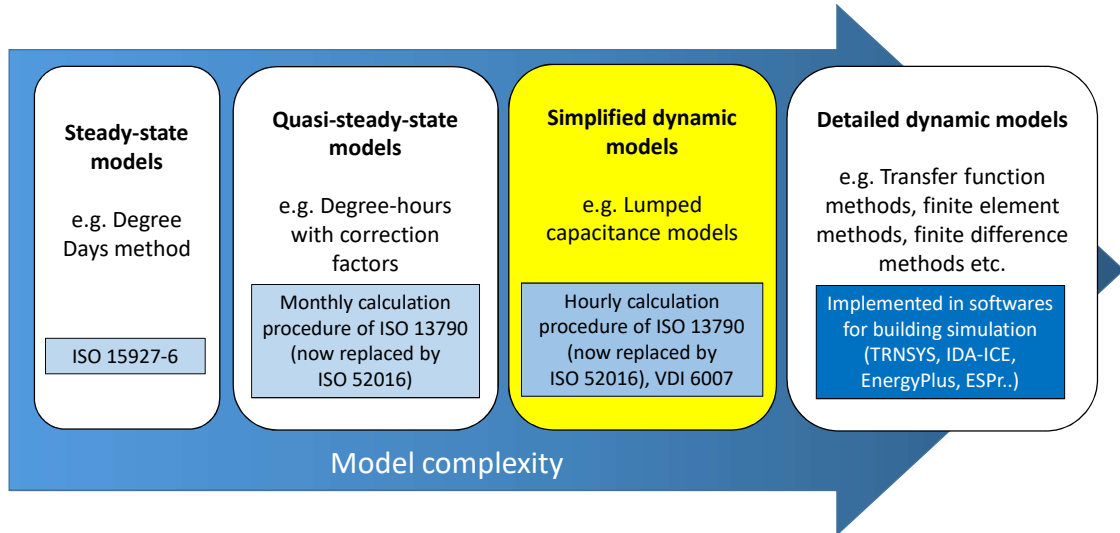 Steady-state
models
e.g. Degree
Days method
ISO 15927-6
Quasi-steady-state
models
e.g. Degree-hours
with correction
factors
Monthly calculation
procedure of ISO 13790
(now replaced by
ISO 52016)
Simplified dynamic
models
e.g. Lumped
capacitance models
Hourly calculation
procedure of ISO 13790
(now replaced by
ISO 52016), VDI 6007
Detailed dynamic models
e.g. Transfer function
methods, finite element
methods, finite difference
methods etc.
Implemented in softwares
for building simulation
(TRNSYS, IDA-ICE,
EnergyPlus, ESPr..)
Model complexity